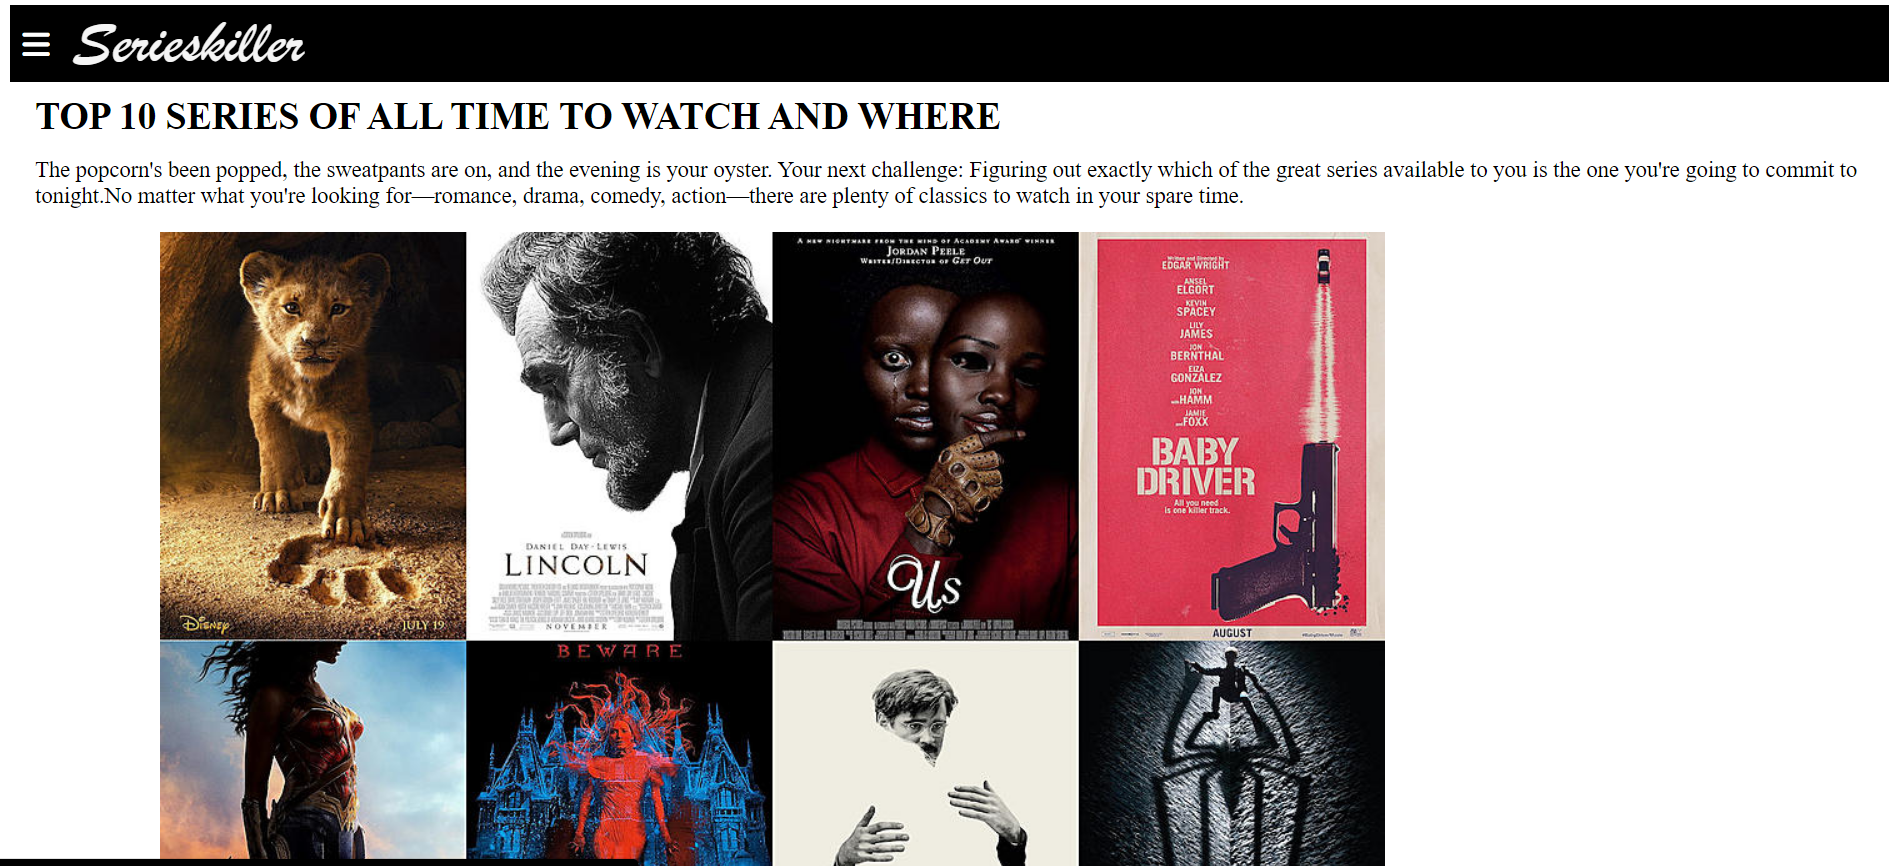 Serieskiller
TOP 10 SERIES OF ALL TIME TO WATCH AND WHERE
The popcorn's been popped, the sweatpants are on, and the evening is your oyster. Your next challenge: Figuring out exactly which of the great series available to you is the one you're going to commit to
tonight.No matter what you're looking for—romance, drama, comedy, action—there are plenty of classics to watch in your spare time.
Disney
JULY 19
DANIEL DAY-LEWIS
LINCOLN
NOVEMBER
A NEW NIGHTMARE FROM THE MIND OF ACADEMY AWARD® WINNER
JORDAN PEELE
WRITER/DIRECTOR OF GET OUT
Us
Written and Directed by
EDGAR WRIGHT
ANSEL
ELGORT
KEVIN
SPACEY
LILY
JAMES
JON
BERNTHAL
EIZA
GONZÁLEZ
JON
HAMM
JAMIE
FOXX
BABY
DRIVER
All you need
is one killer track.
AUGUST
BEWARE